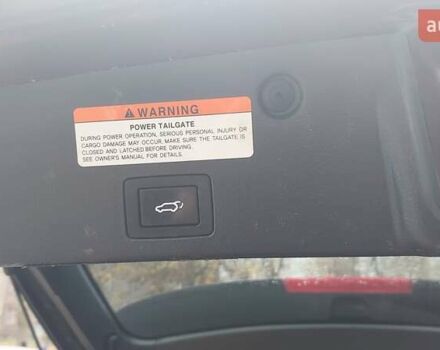 au
WARNING
POWER TAILGATE
DURING POWER OPERATION, SERIOUS PERSONAL INJURY OR
CARGO DAMAGE MAY OCCUR. MAKE SURE THE TAILGATE IS
CLOSED AND LATCHED BEFORE DRIVING.
SEE OWNER'S MANUAL FOR DETAILS.